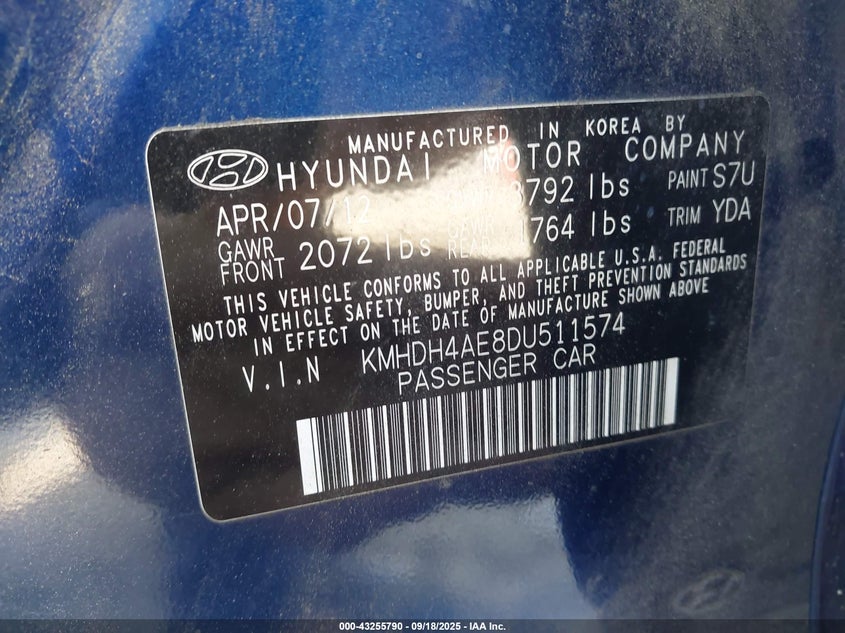 MANUFACTURED IN KOREA BY
HYUNDAI MOTOR COMPANY
APR/07/12 3792 lbs PAINT S7U
GAWR FRONT 2072 lbs GAWR REAR 1764 lbs TRIM YDA
THIS VEHICLE CONFORMS TO ALL APPLICABLE U.S.A. FEDERAL
MOTOR VEHICLE SAFETY, BUMPER, AND THEFT PREVENTION STANDARDS
IN EFFECT ON THE DATE OF MANUFACTURE SHOWN ABOVE
V.I.N KMHDH4AE8DU511574
PASSENGER CAR
000-43255790 - 09/18/2025 - IAA Inc.